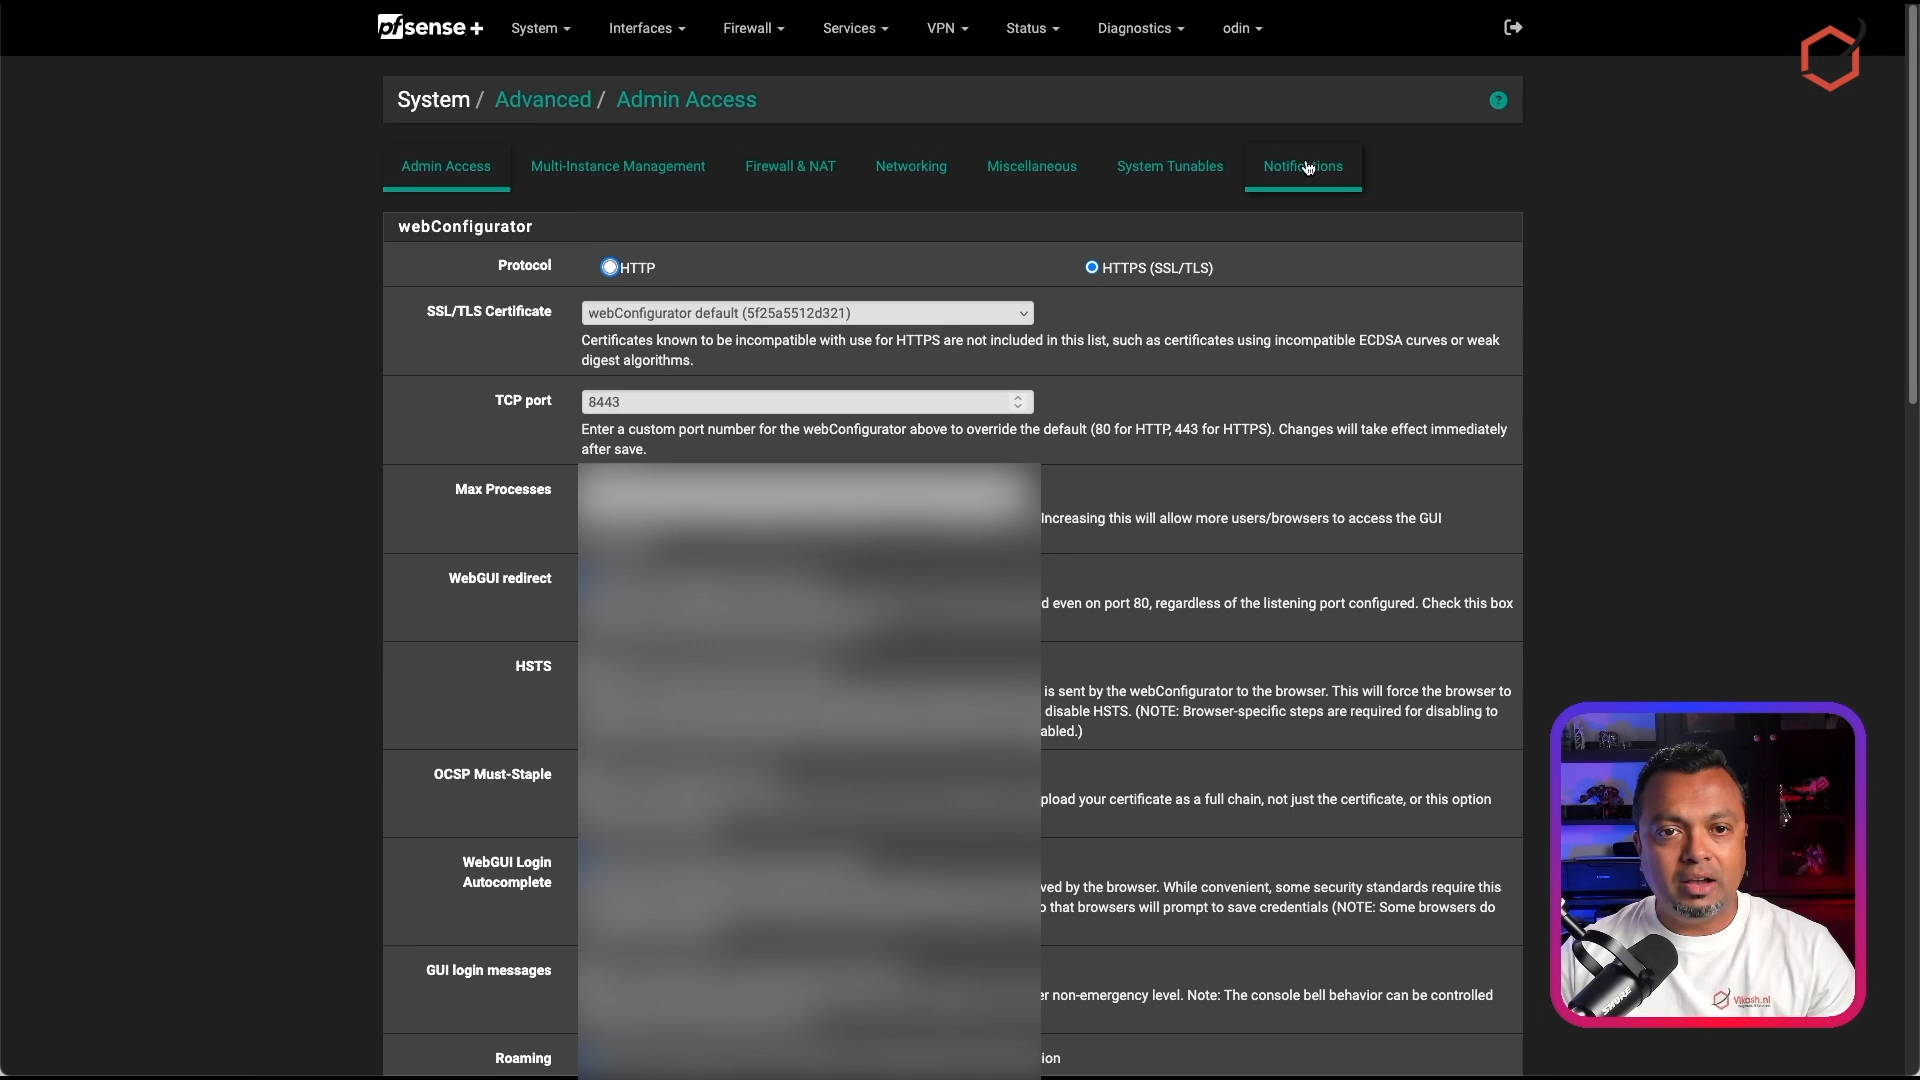 pfsense +
System
Interfaces
Firewall
Services
VPN
Status
Diagnostics
odin
System / Advanced / Admin Access
?
Admin Access
Multi-Instance Management
Firewall & NAT
Networking
Miscellaneous
System Tunables
Notifications
webConfigurator
Protocol
HTTP
HTTPS (SSL/TLS)
SSL/TLS Certificate
webConfigurator default (5f25a5512d321)
Certificates known to be incompatible with use for HTTPS are not included in this list, such as certificates using incompatible ECDSA curves or weak
digest algorithms.
TCP port
8443
Enter a custom port number for the webConfigurator above to override the default (80 for HTTP, 443 for HTTPS). Changes will take effect immediately
after save.
Max Processes
Increasing this will allow more users/browsers to access the GUI
WebGUI redirect
d even on port 80, regardless of the listening port configured. Check this box
HSTS
is sent by the webConfigurator to the browser. This will force the browser to
disable HSTS. (NOTE: Browser-specific steps are required for disabling to
abled.)
OCSP Must-Staple
pload your certificate as a full chain, not just the certificate, or this option
WebGUI Login
Autocomplete
ved by the browser. While convenient, some security standards require this
o that browsers will prompt to save credentials (NOTE: Some browsers do
GUI login messages
er non-emergency level. Note: The console bell behavior can be controlled
Roaming
ion
SHURE
Vikash.nl